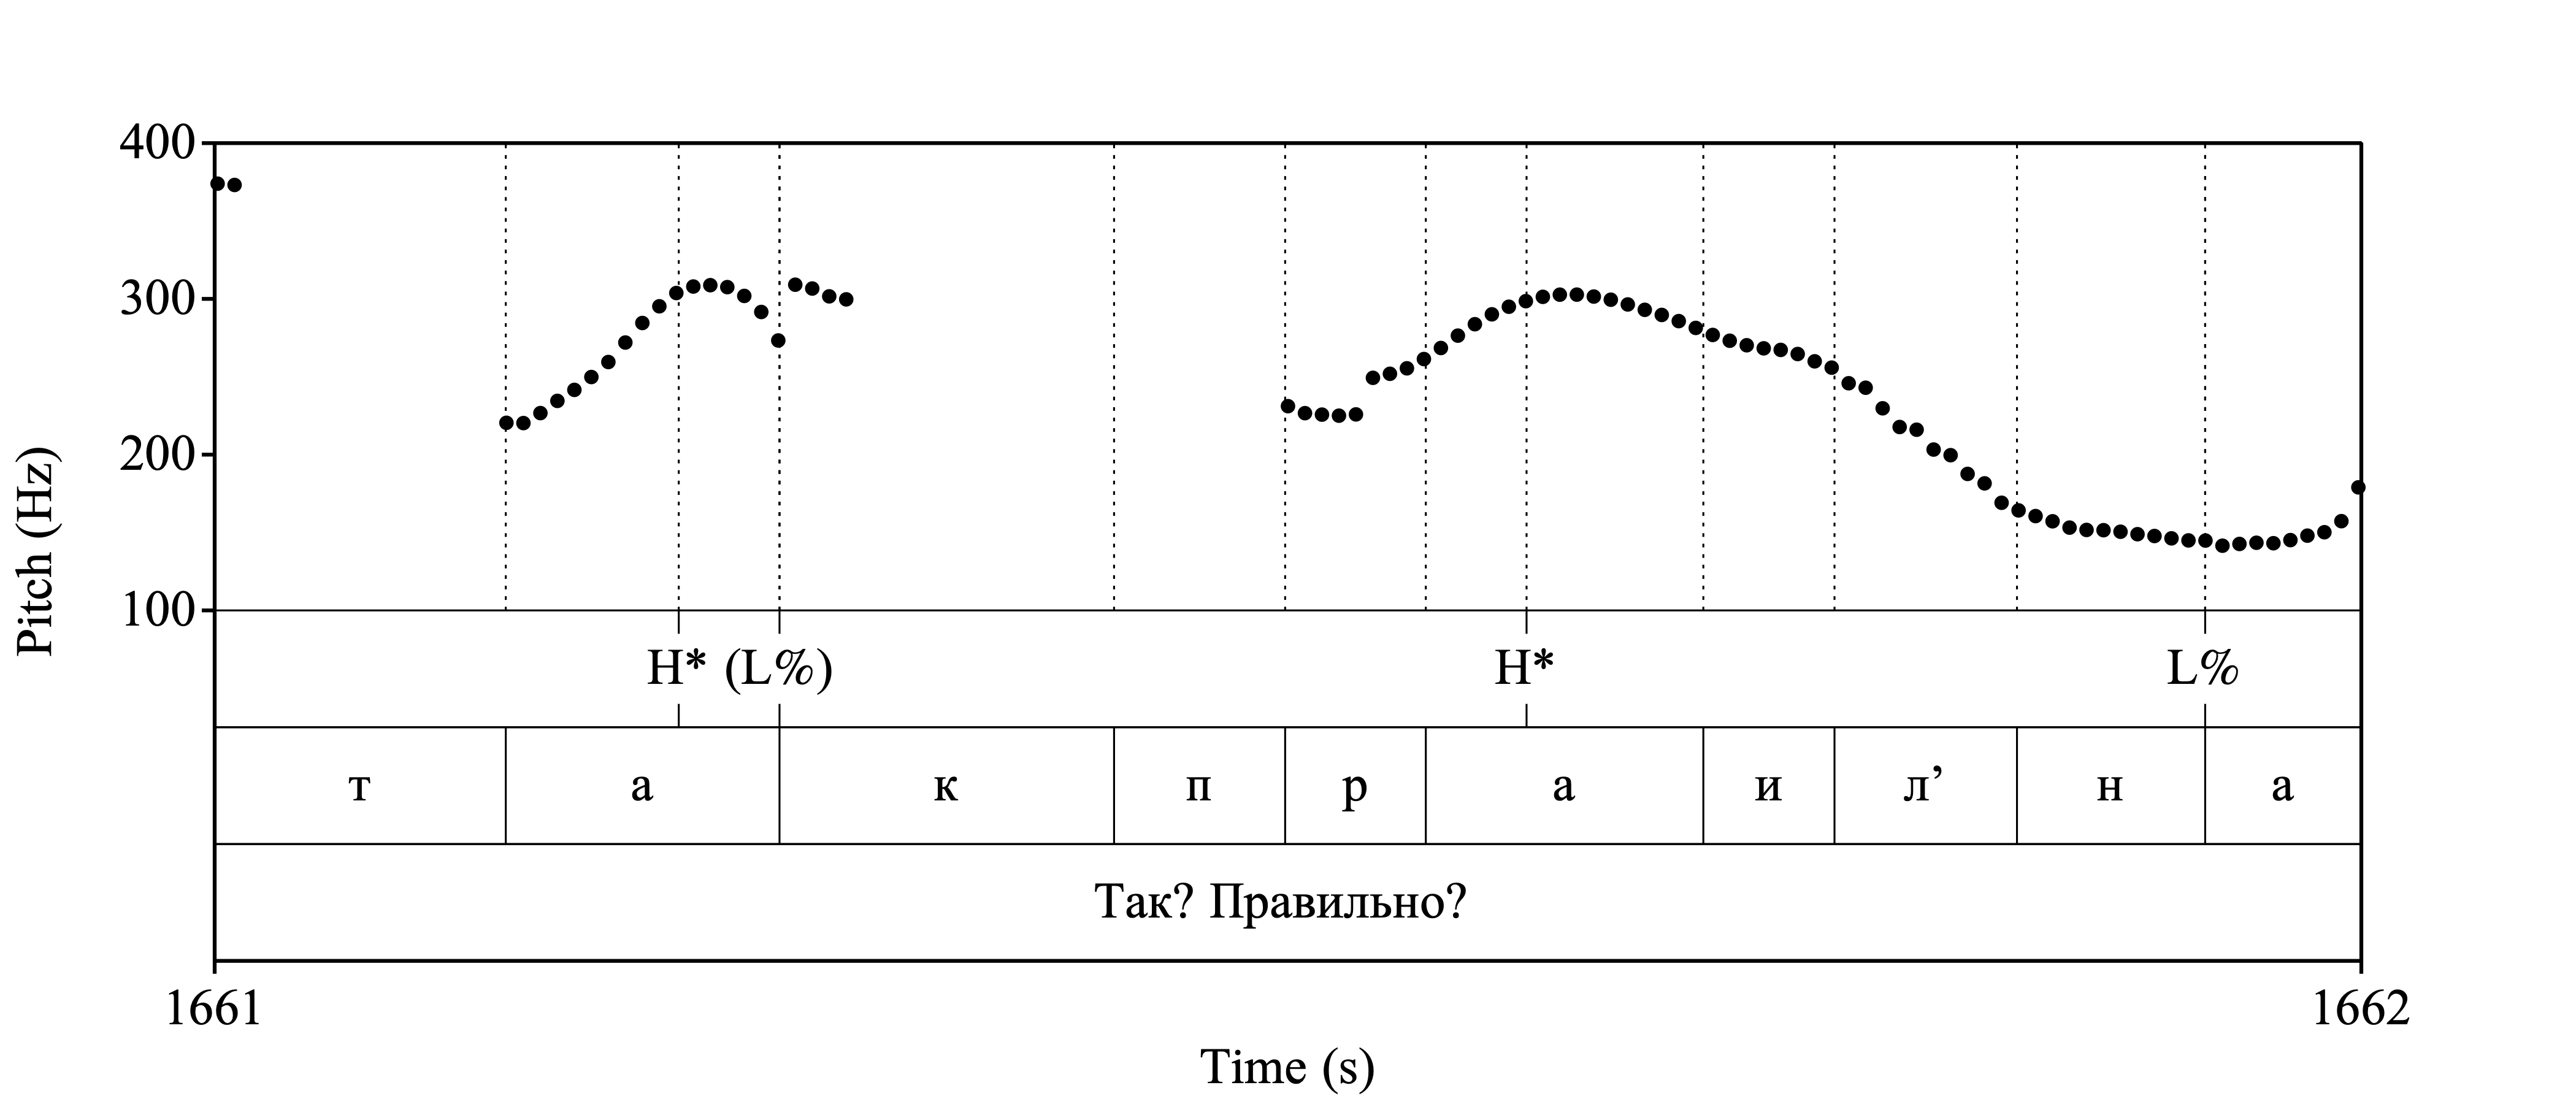 400
300
200
100
Pitch (Hz)
H* (L%) H* L%
т а к п р а и л’ н а
Так? Правильно?
1661 1662
Time (s)